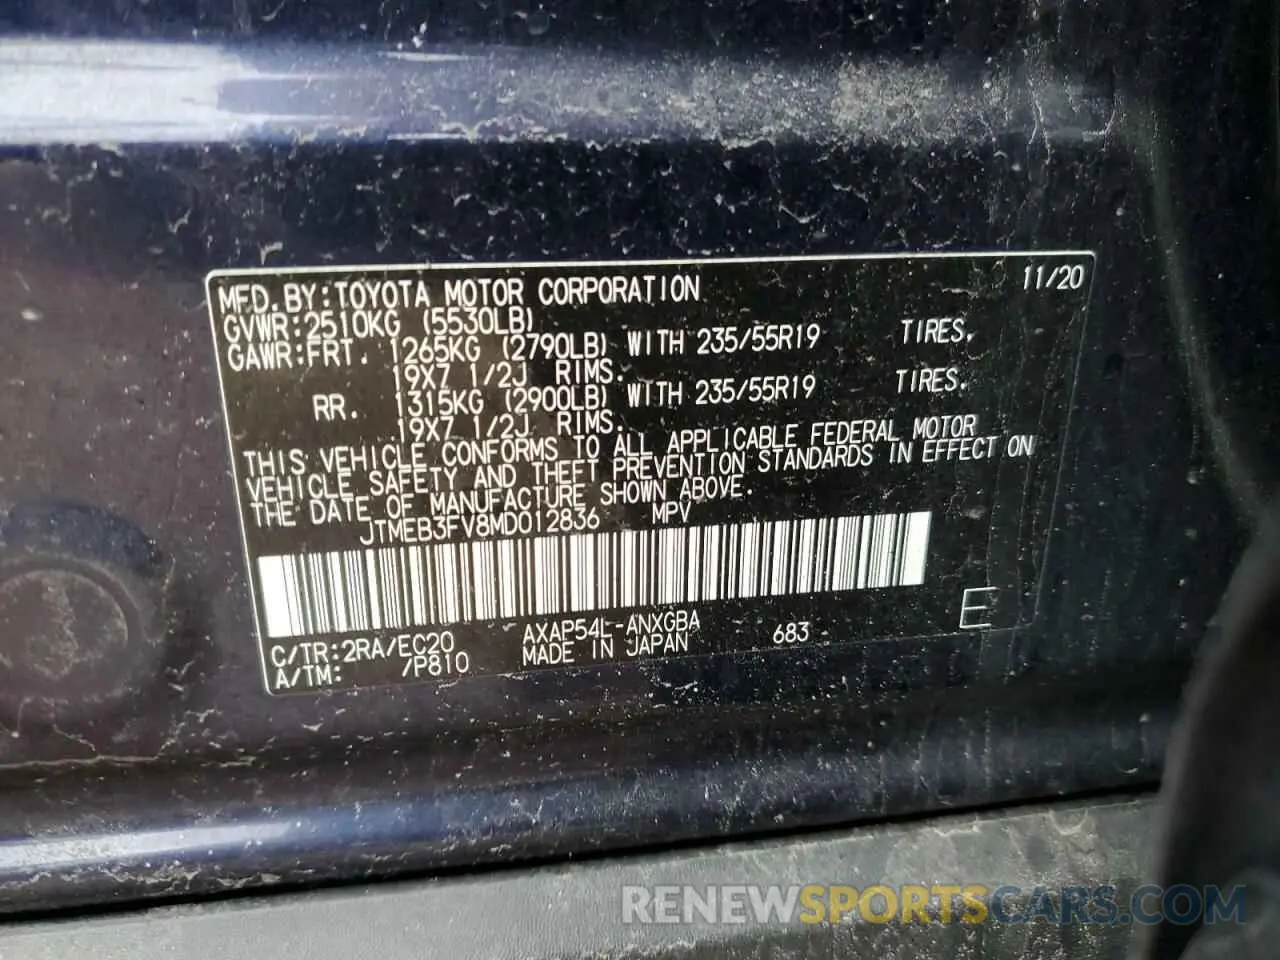 MFD.BY:TOYOTA MOTOR CORPORATION 11/20
GVWR:2510KG (5530LB)
GAWR:FRT. 1265KG (2790LB) WITH 235/55R19 TIRES,
19X7 1/2J RIMS.
RR. 1315KG (2900LB) WITH 235/55R19 TIRES.
19X7 1/2J RIMS.
THIS VEHICLE CONFORMS TO ALL APPLICABLE FEDERAL MOTOR
VEHICLE SAFETY AND THEFT PREVENTION STANDARDS IN EFFECT ON
THE DATE OF MANUFACTURE SHOWN ABOVE.
JTMEB3FV8MD012836 MPV
C/TR:2RA/EC20 AXAP54L-ANXGBA 683
A/TM: /P810 MADE IN JAPAN
E
RENEWSPORTSCARS.COM